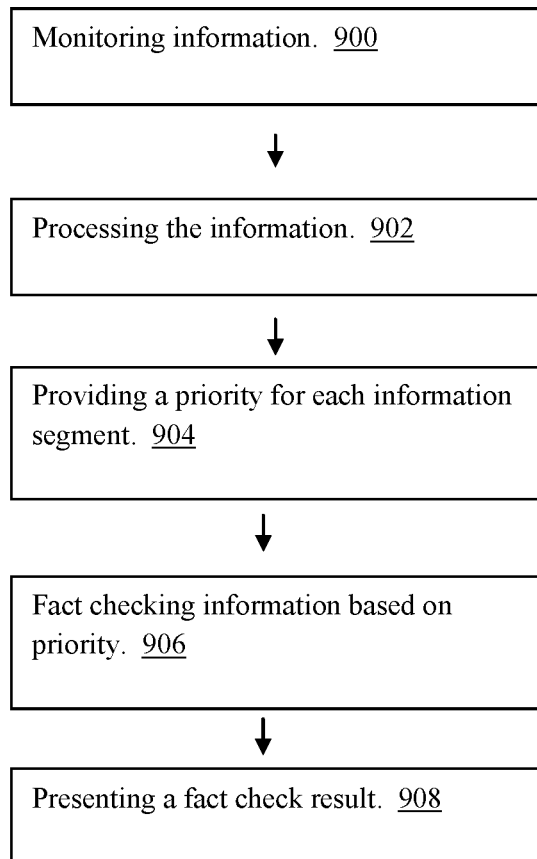 Monitoring information. 900
Processing the information. 902
Providing a priority for each information
segment. 904
Fact checking information based on
priority. 906
Presenting a fact check result. 908